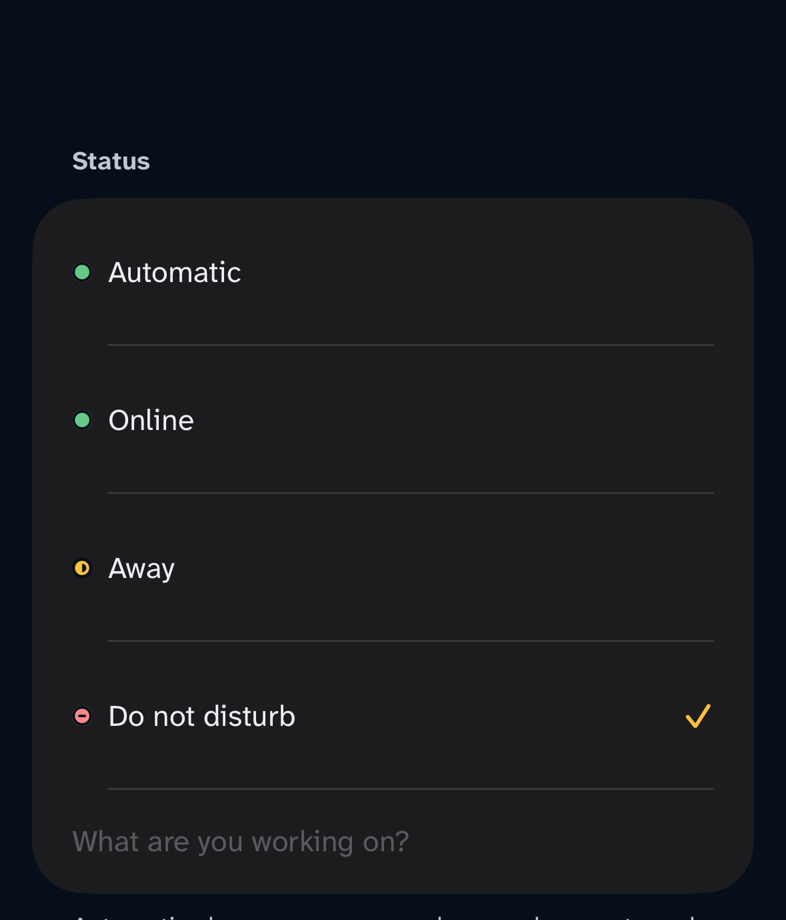 Status
Automatic
Online
Away
Do not disturb
What are you working on?